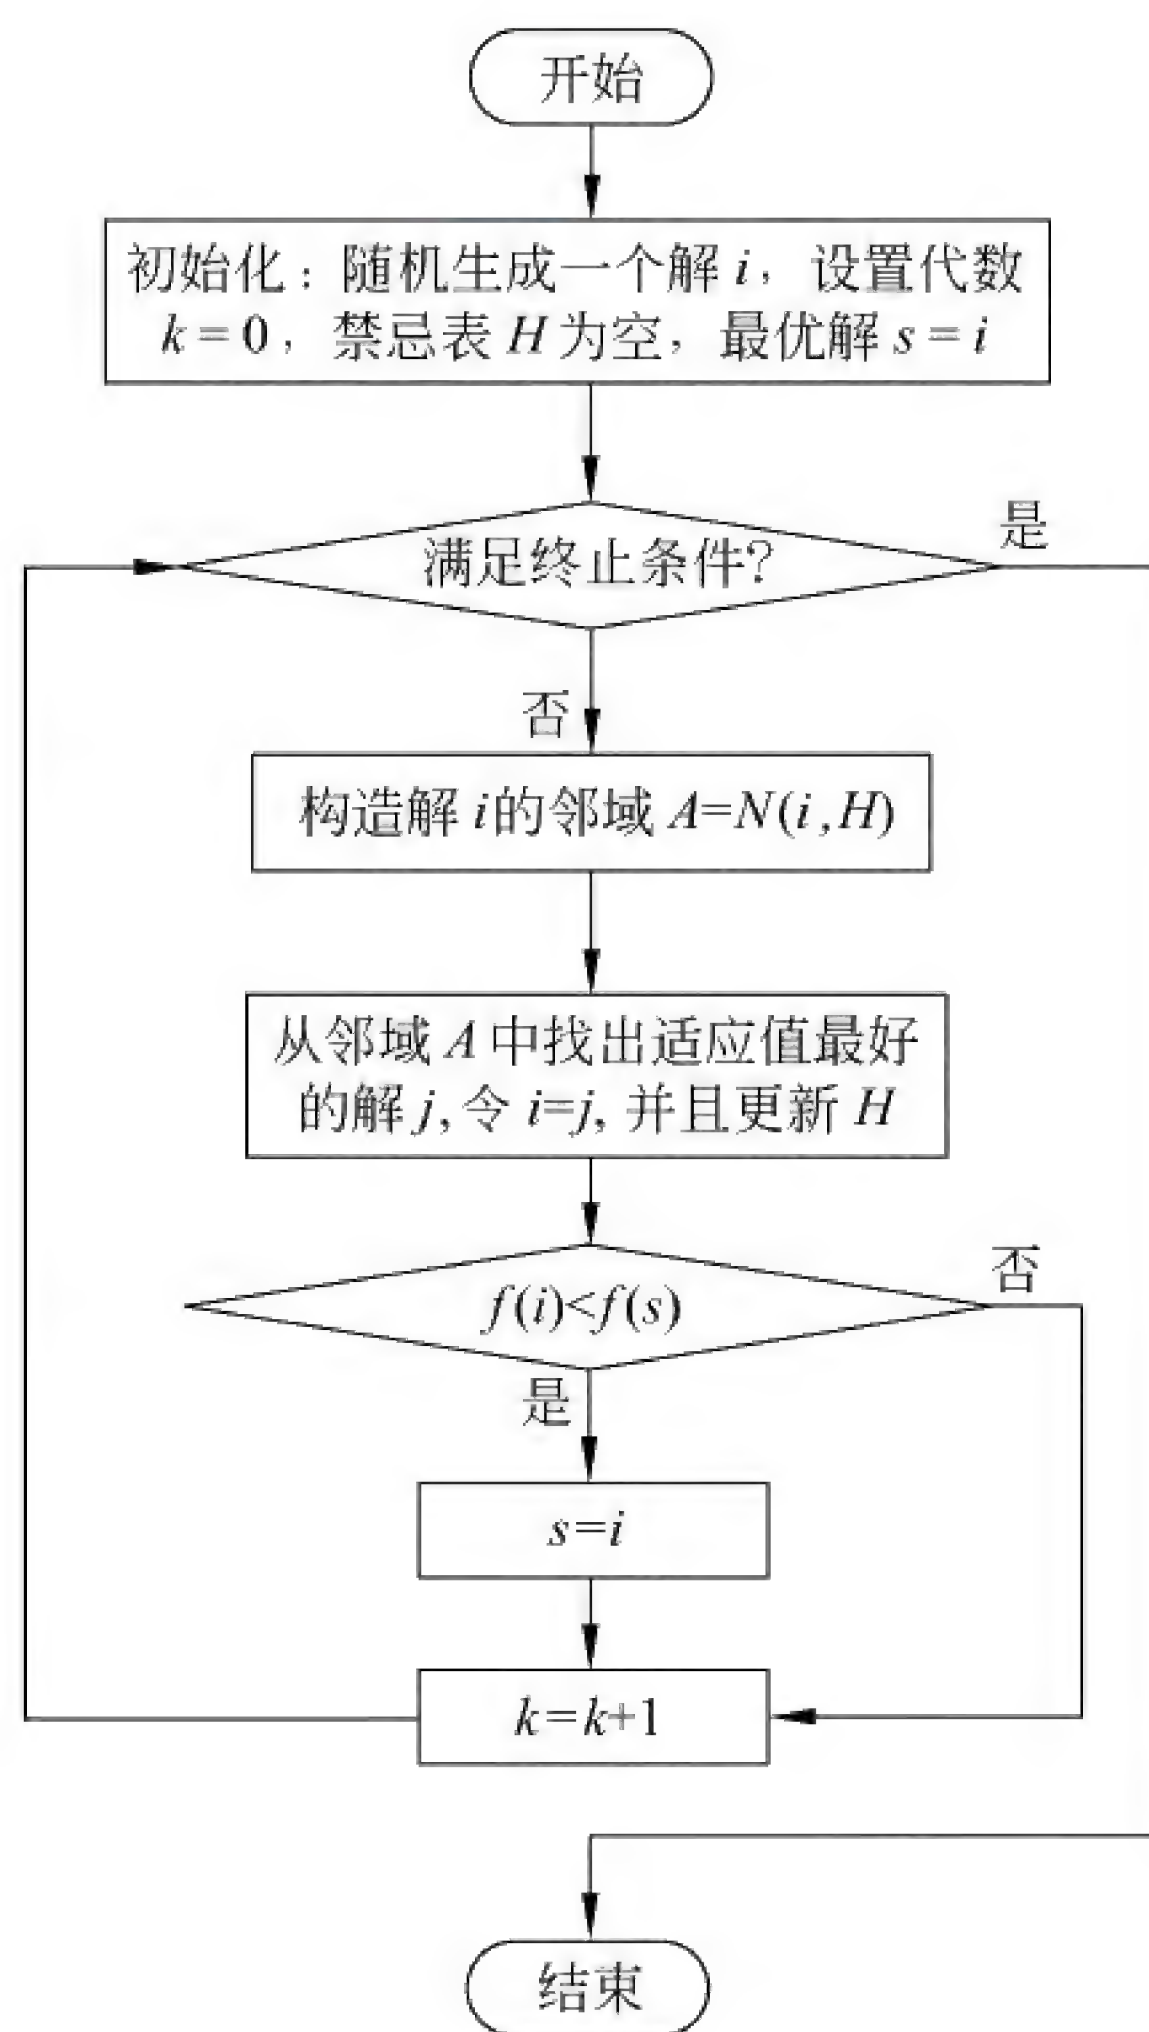 开始
初始化：随机生成一个解 i，设置代数
k = 0，禁忌表 H 为空，最优解 s = i
满足终止条件?
是
否
构造解 i的邻域 A=N(i,H)
从邻域 A 中找出适应值最好
的解 j, 令 i=j, 并且更新 H
f(i)<f(s)
否
是
s=i
k=k+1
结束